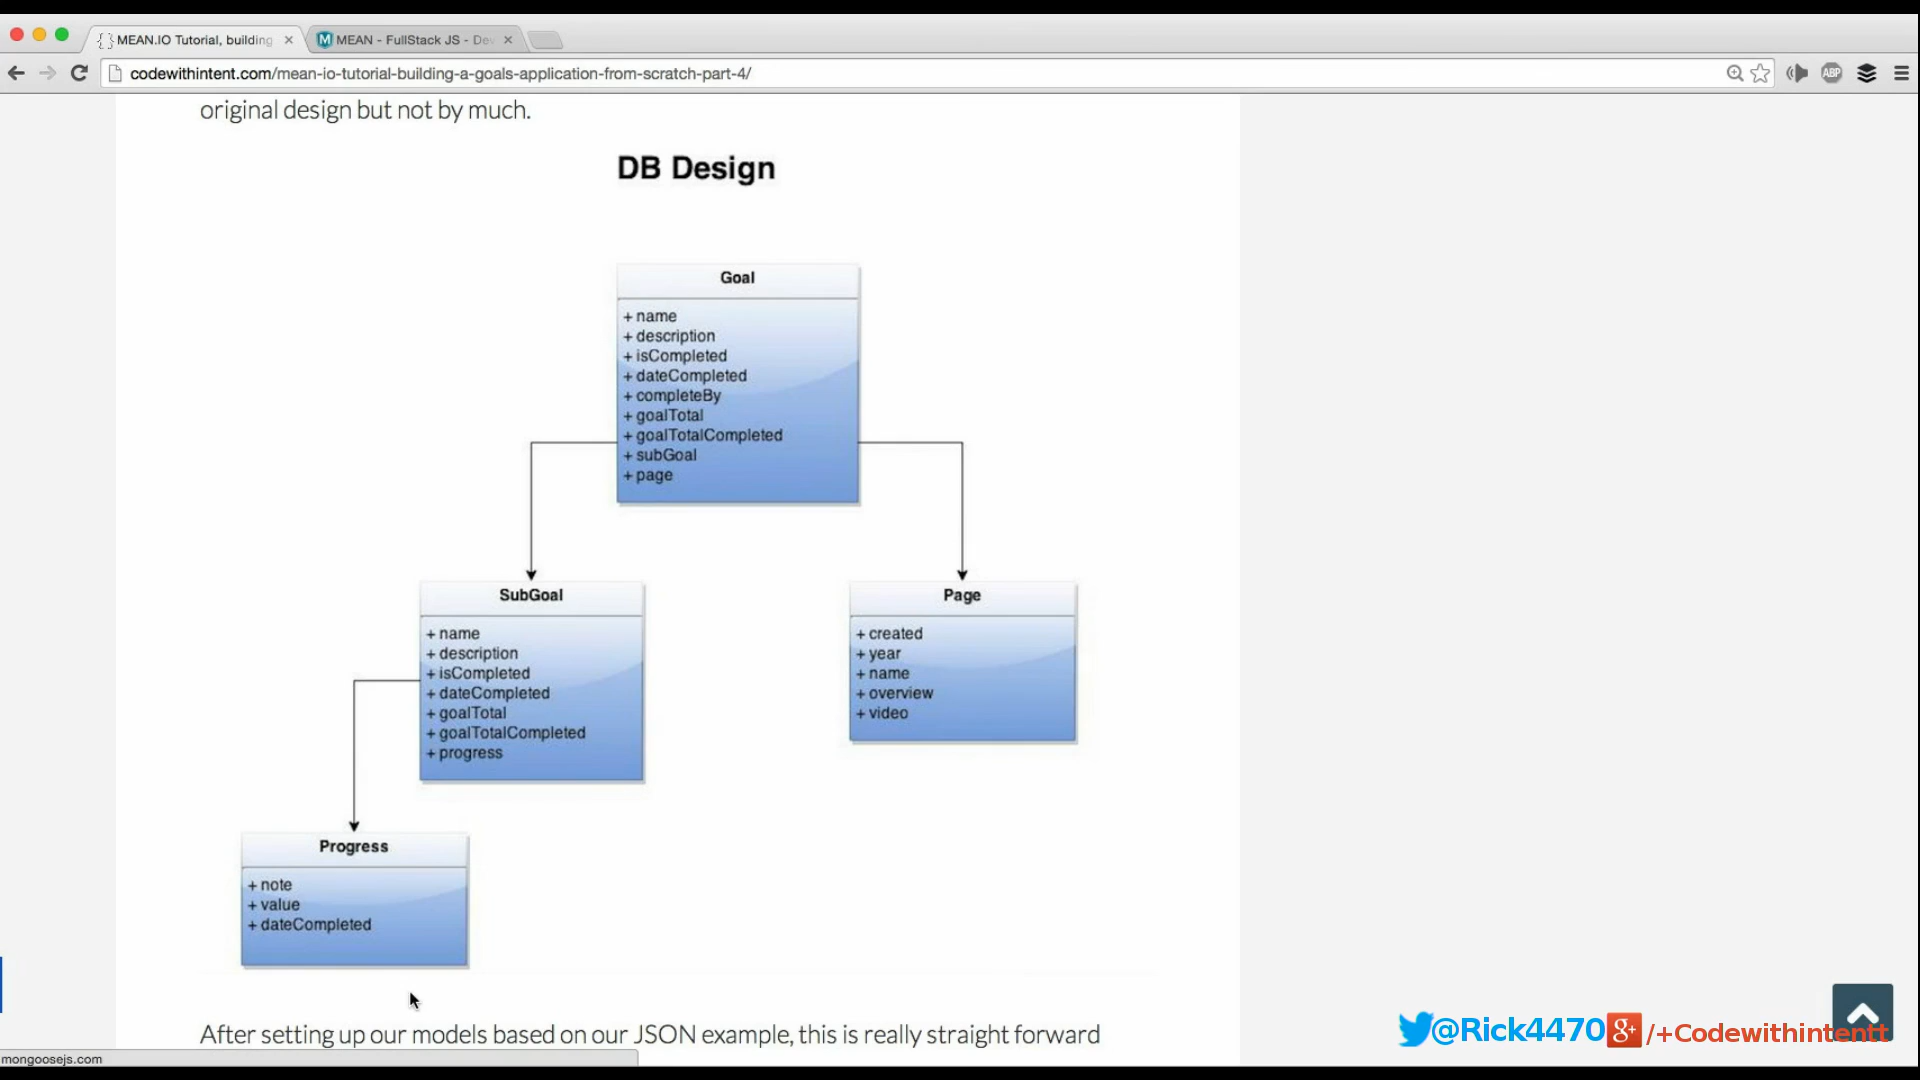 MEAN.IO Tutorial, building
MEAN - FullStack JS - De
codewithintent.com/mean-io-tutorial-building-a-goals-application-from-scratch-part-4/
ABP
original design but not by much.
DB Design
Goal
+ name
+ description
+ isCompleted
+ dateCompleted
+ completeBy
+ goalTotal
+ goalTotalCompleted
+ subGoal
+ page
SubGoal
+ name
+ description
+ isCompleted
+ dateCompleted
+ goalTotal
+ goalTotalCompleted
+ progress
Page
+ created
+ year
+ name
+ overview
+ video
Progress
+ note
+ value
+ dateCompleted
After setting up our models based on our JSON example, this is really straight forward
@Rick4470 g+ /+Codewithintentt
mongoosejs.com